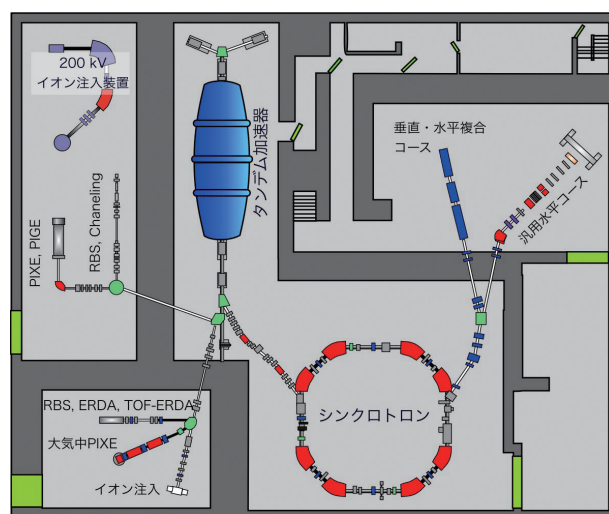 200 kV
イオン注入装置
タンデム加速器
垂直・水平複合
コース
汎用水平コース
PIXE, PIGE
RBS, Chaneling
シンクロトロン
RBS, ERDA, TOF-ERDA
大気中PIXE
イオン注入